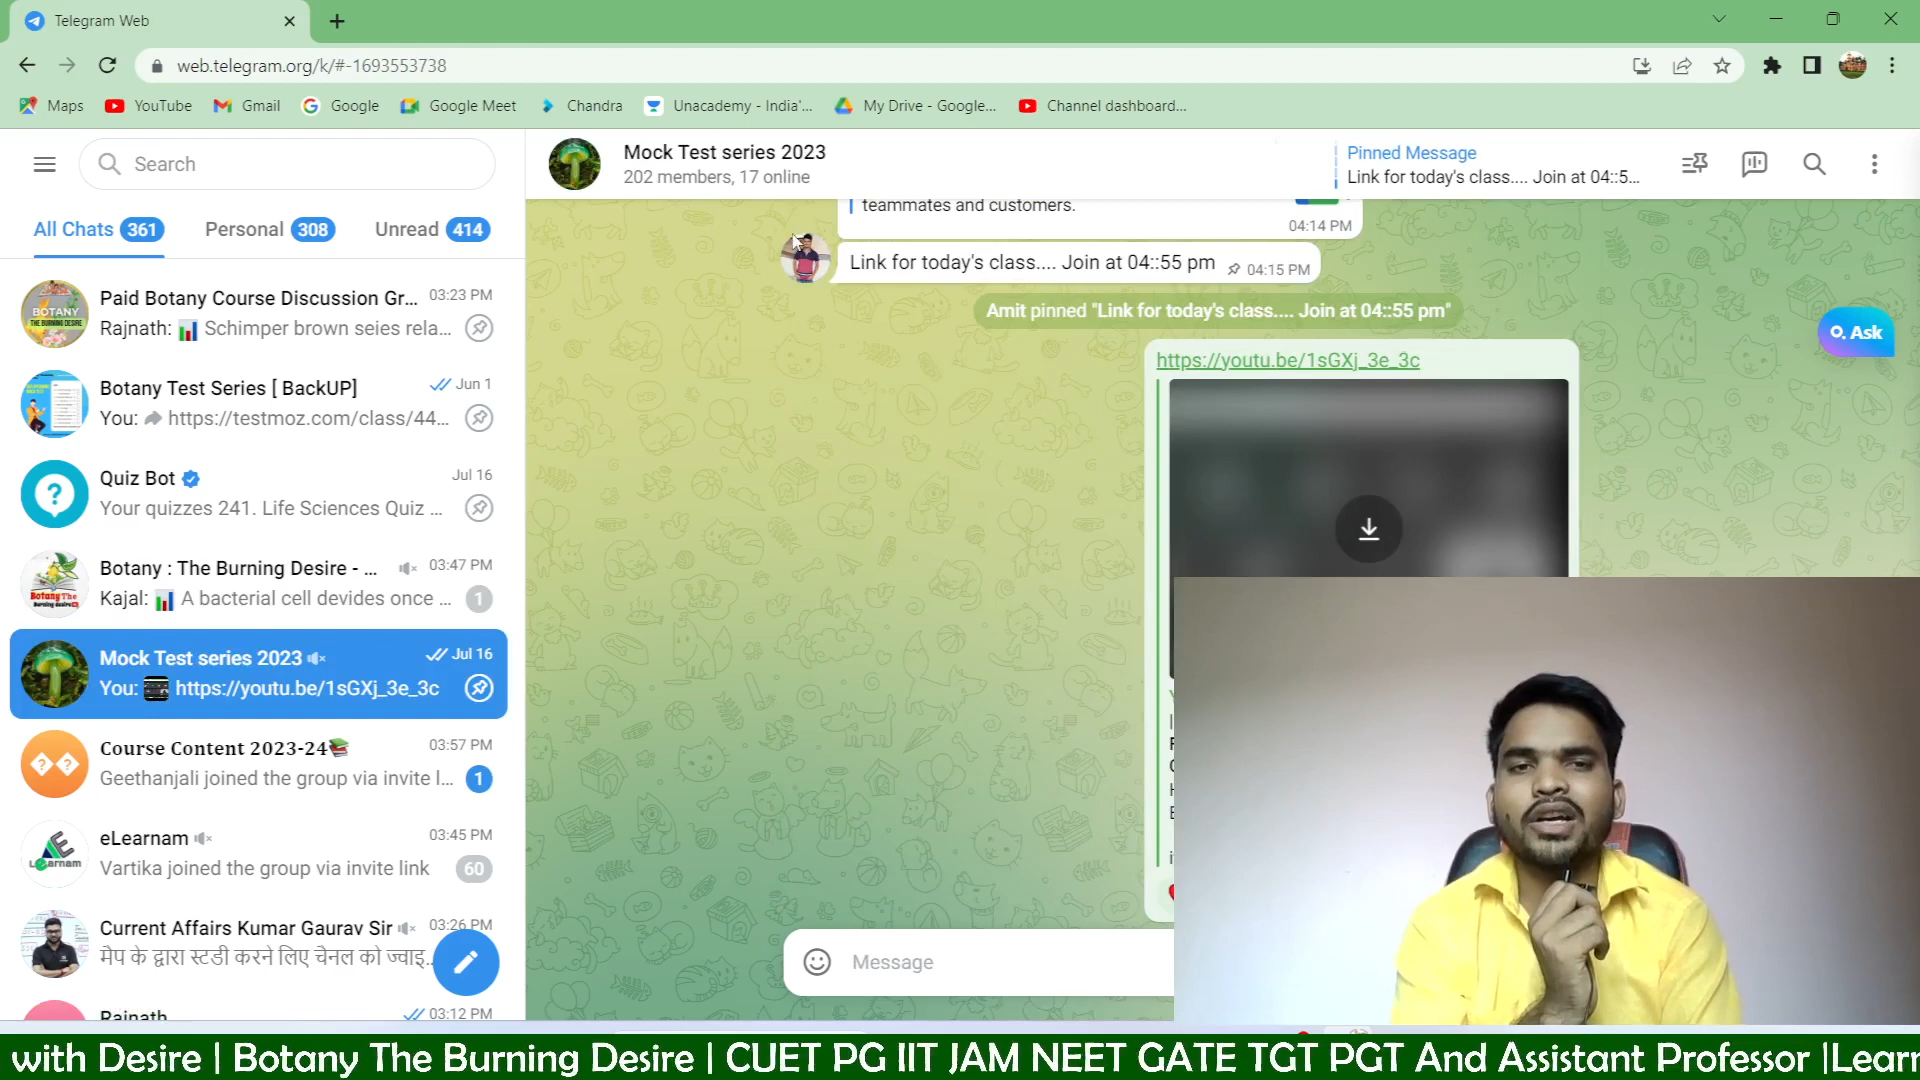 Telegram Web
web.telegram.org/k/#-1693553738
Maps YouTube Gmail Google Google Meet Chandra Unacademy - India'... My Drive - Google... Channel dashboard...
Search
All Chats 361 Personal 308 Unread 414
Paid Botany Course Discussion Gr... 03:23 PM
Rajnath: Schimper brown seies rela...
Botany Test Series [ BackUP] Jun 1
You: https://testmoz.com/class/44...
Quiz Bot Jul 16
Your quizzes 241. Life Sciences Quiz ...
Botany : The Burning Desire - ... 03:47 PM
Kajal: A bacterial cell devides once ... 1
Mock Test series 2023 Jul 16
You: https://youtu.be/1sGXj_3e_3c
Course Content 2023-24 03:57 PM
Geethanjali joined the group via invite l... 1
eLearnam 03:45 PM
Vartika joined the group via invite link 60
Current Affairs Kumar Gaurav Sir 03:26 PM
मैप के द्वारा स्टडी करने लिए चैनल को ज्वाइ...
Rajnath 03:12 PM
Mock Test series 2023
202 members, 17 online
Pinned Message
Link for today's class.... Join at 04::5...
teammates and customers.
04:14 PM
Link for today's class.... Join at 04::55 pm 04:15 PM
Amit pinned "Link for today's class.... Join at 04::55 pm"
O. Ask
https://youtu.be/1sGXj_3e_3c
Message
with Desire | Botany The Burning Desire | CUET PG IIT JAM NEET GATE TGT PGT And Assistant Professor |Learn